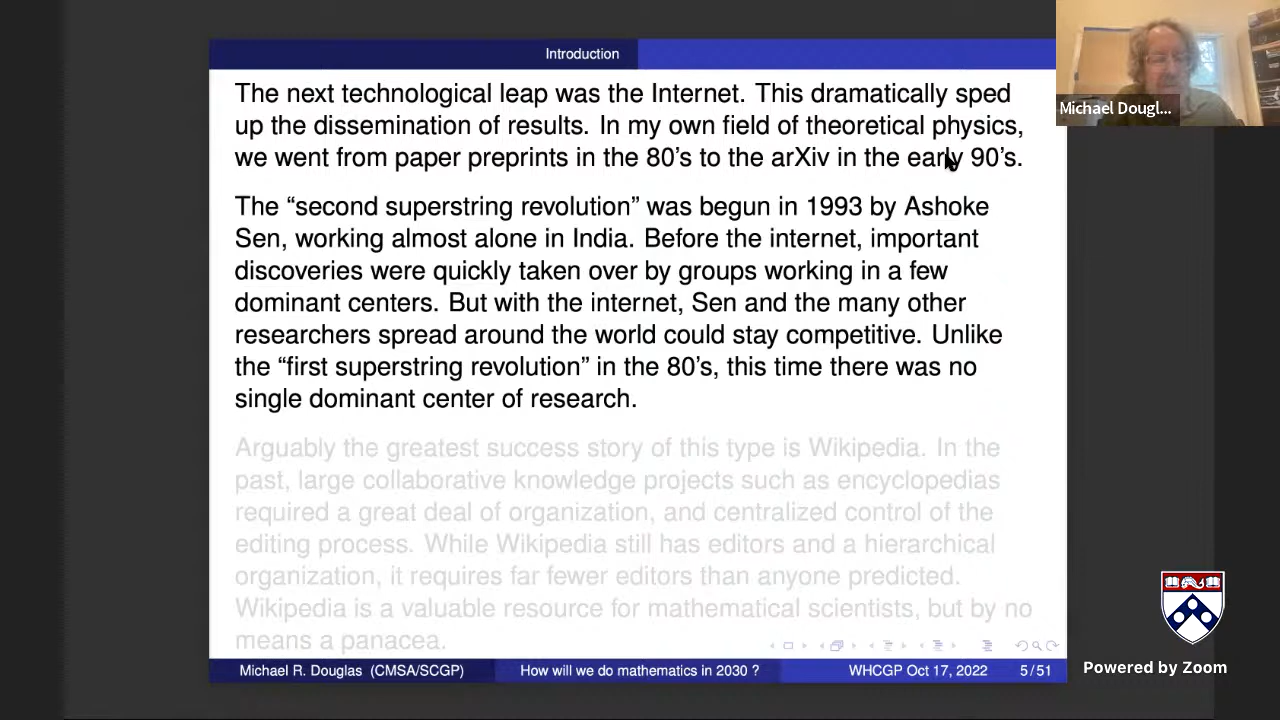 Introduction
The next technological leap was the Internet. This dramatically sped
up the dissemination of results. In my own field of theoretical physics,
we went from paper preprints in the 80's to the arXiv in the early 90's.
The “second superstring revolution” was begun in 1993 by Ashoke
Sen, working almost alone in India. Before the internet, important
discoveries were quickly taken over by groups working in a few
dominant centers. But with the internet, Sen and the many other
researchers spread around the world could stay competitive. Unlike
the “first superstring revolution” in the 80's, this time there was no
single dominant center of research.
Arguably the greatest success story of this type is Wikipedia. In the
past, large collaborative knowledge projects such as encyclopedias
required a great deal of organization, and centralized control of the
editing process. While Wikipedia still has editors and a hierarchical
organization, it requires far fewer editors than anyone predicted.
Wikipedia is a valuable resource for mathematical scientists, but by no
means a panacea.
Michael R. Douglas (CMSA/SCGP) How will we do mathematics in 2030 ? WHCGP Oct 17, 2022 5/51
Michael Dougl...
Powered by Zoom